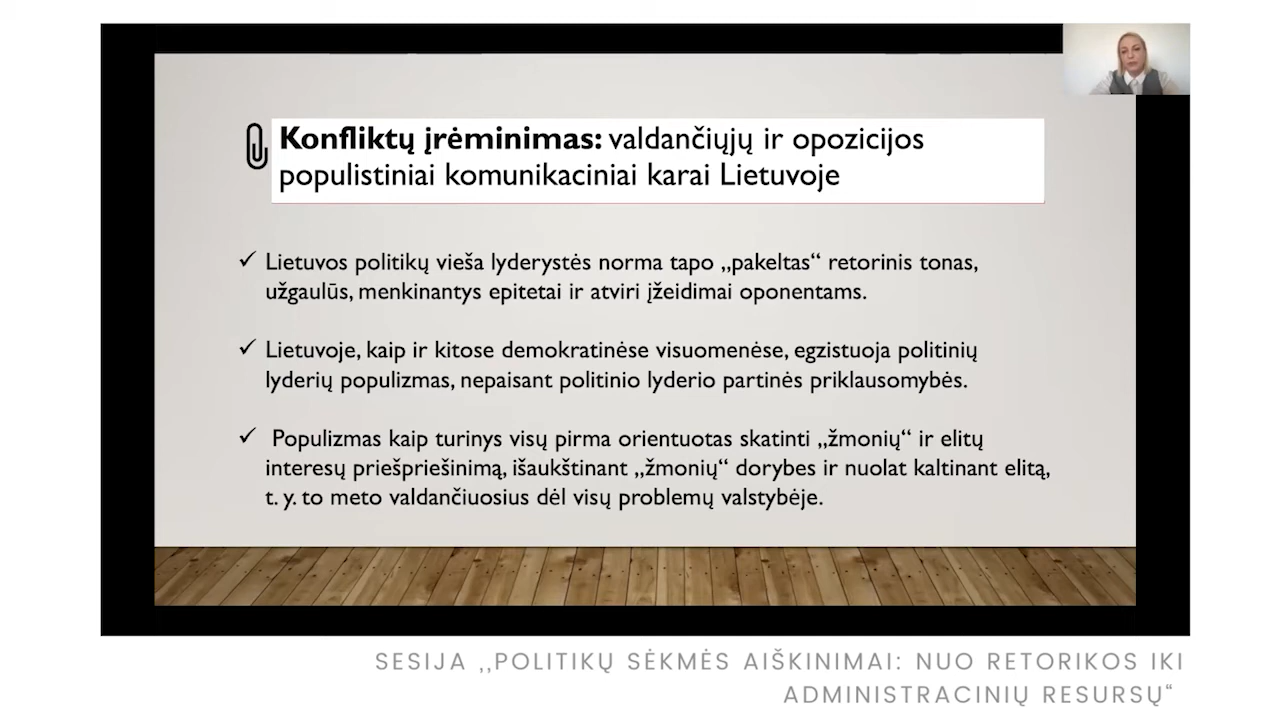 Konfliktų įrėminimas: valdančiųjų ir opozicijos
populistiniai komunikaciniai karai Lietuvoje
✓ Lietuvos politikų vieša lyderystės norma tapo „pakeltas“ retorinis tonas,
užgaulūs, menkinantys epitetai ir atviri įžeidimai oponentams.
✓ Lietuvoje, kaip ir kitose demokratinėse visuomenėse, egzistuoja politinių
lyderių populizmas, nepaisant politinio lyderio partinės priklausomybės.
✓ Populizmas kaip turinys visų pirma orientuotas skatinti „žmonių“ ir elitų
interesų priešpriešinimą, išaukštinant „žmonių“ dorybes ir nuolat kaltinant elitą,
t. y. to meto valdančiuosius dėl visų problemų valstybėje.
SESIJA ,,POLITIKŲ SĖKMĖS AIŠKINIMAI: NUO RETORIKOS IKI
ADMINISTRACINIŲ RESURSŲ“